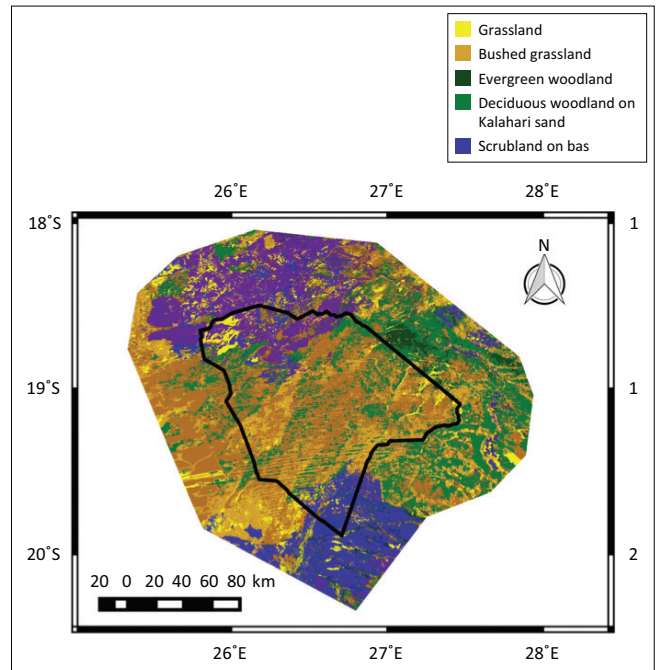 Grassland
Bushed grassland
Evergreen woodland
Deciduous woodland on
Kalahari sand
Scrubland on bas
26˚E 27˚E 28˚E
18˚S 1
N
19˚S 1
20˚S 2
20 0 20 40 60 80 km
26˚E 27˚E 28˚E